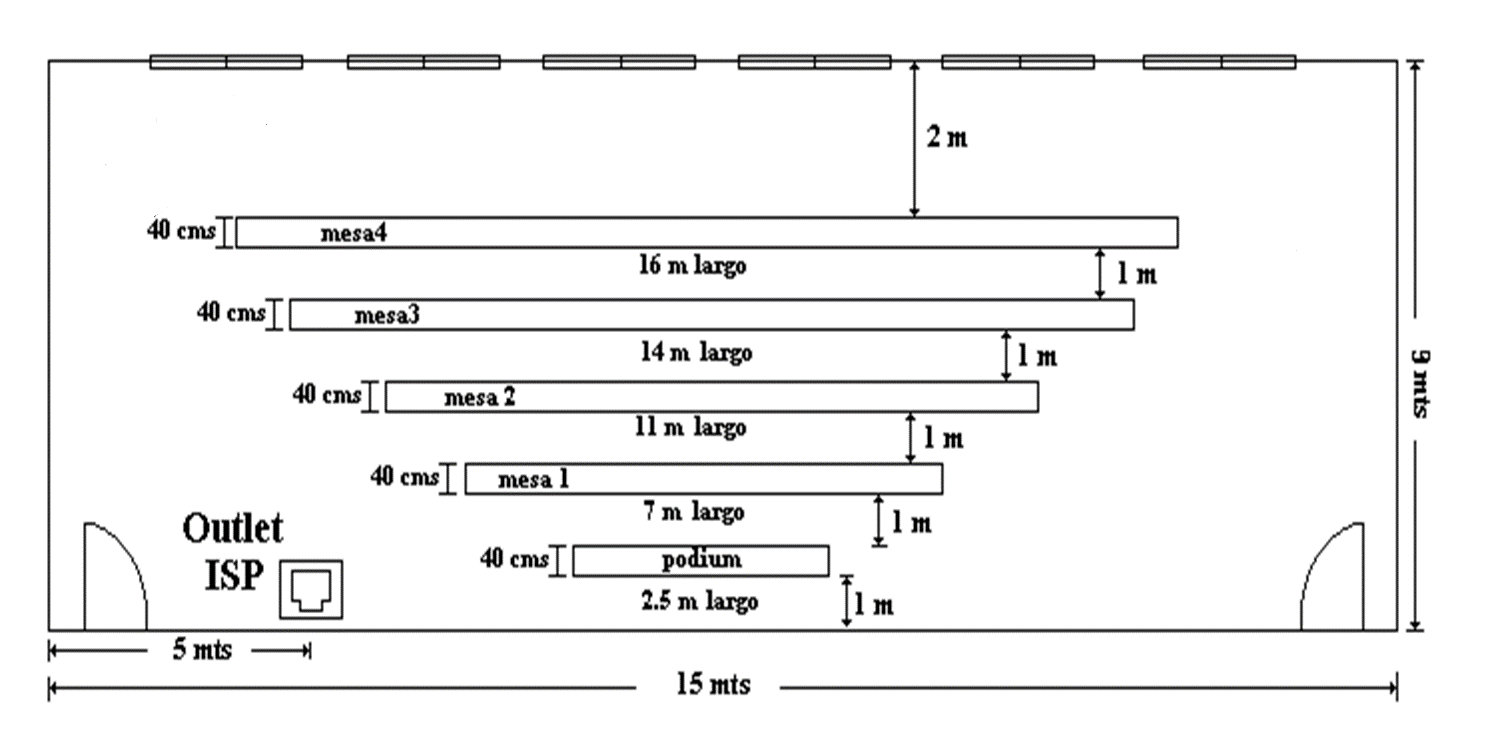 2 m
40 cms
mesa4
16 m largo
1 m
40 cms
mesa3
14 m largo
1 m
40 cms
mesa 2
11 m largo
1 m
40 cms
mesa 1
7 m largo
1 m
Outlet
ISP
40 cms
podium
2.5 m largo
1 m
9 mts
5 mts
15 mts